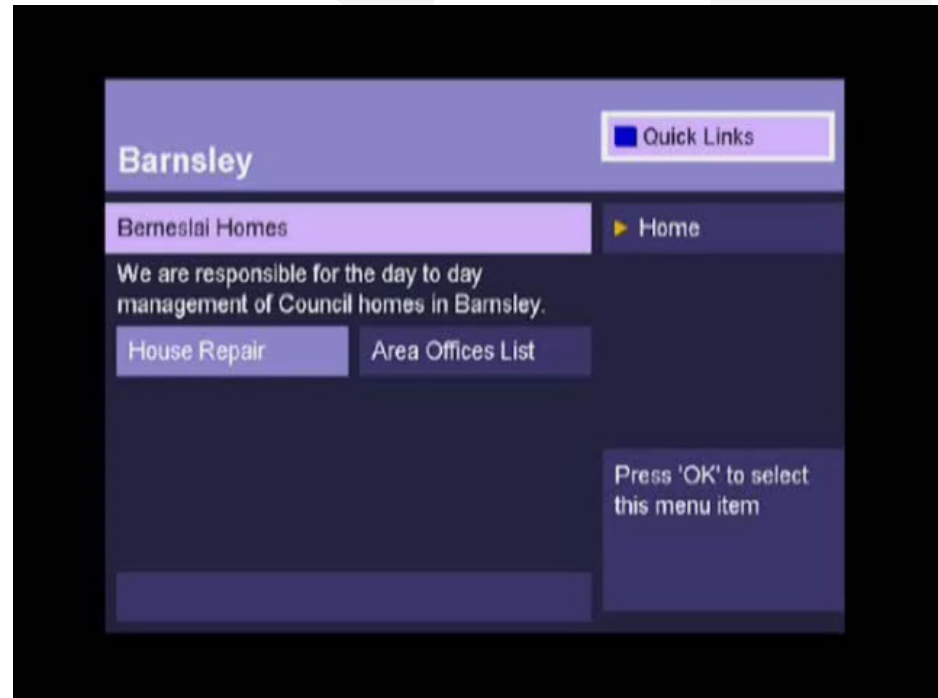 Barnsley
Quick Links
Berneslai Homes
Home
We are responsible for the day to day
management of Council homes in Barnsley.
House Repair
Area Offices List
Press 'OK' to select
this menu item